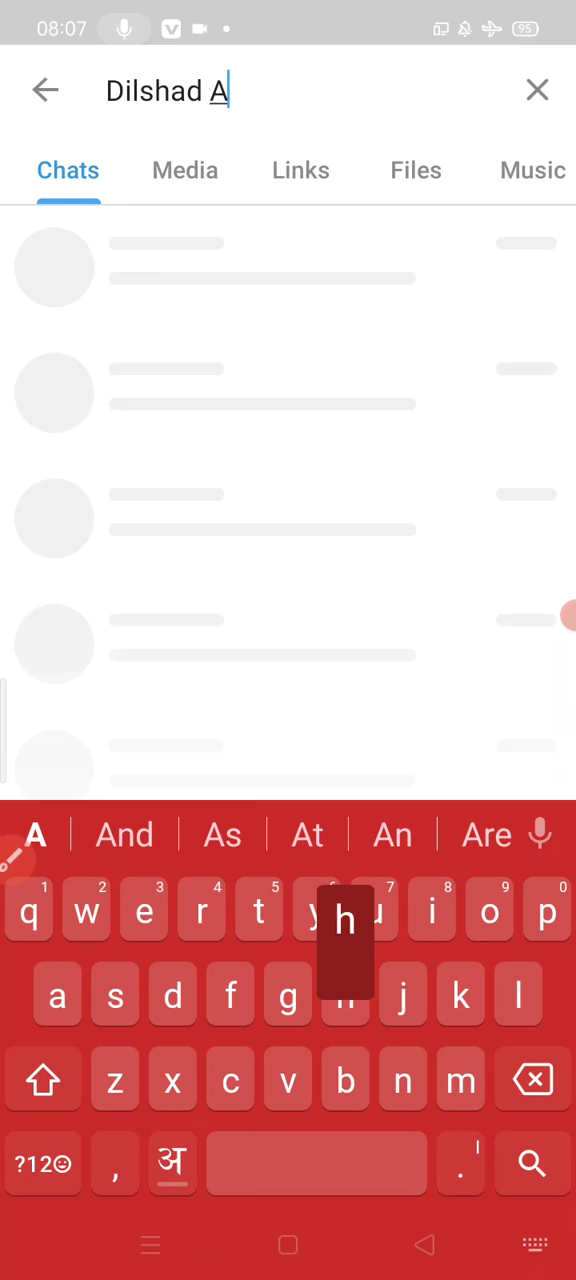 08:07 95
Dilshad A
Chats Media Links Files Music
A And As At An Are
1 2 3 4 5 7 8 9 0
q w e r t y u i o p
h
a s d f g h j k l
z x c v b n m
?12☺ , अ . |